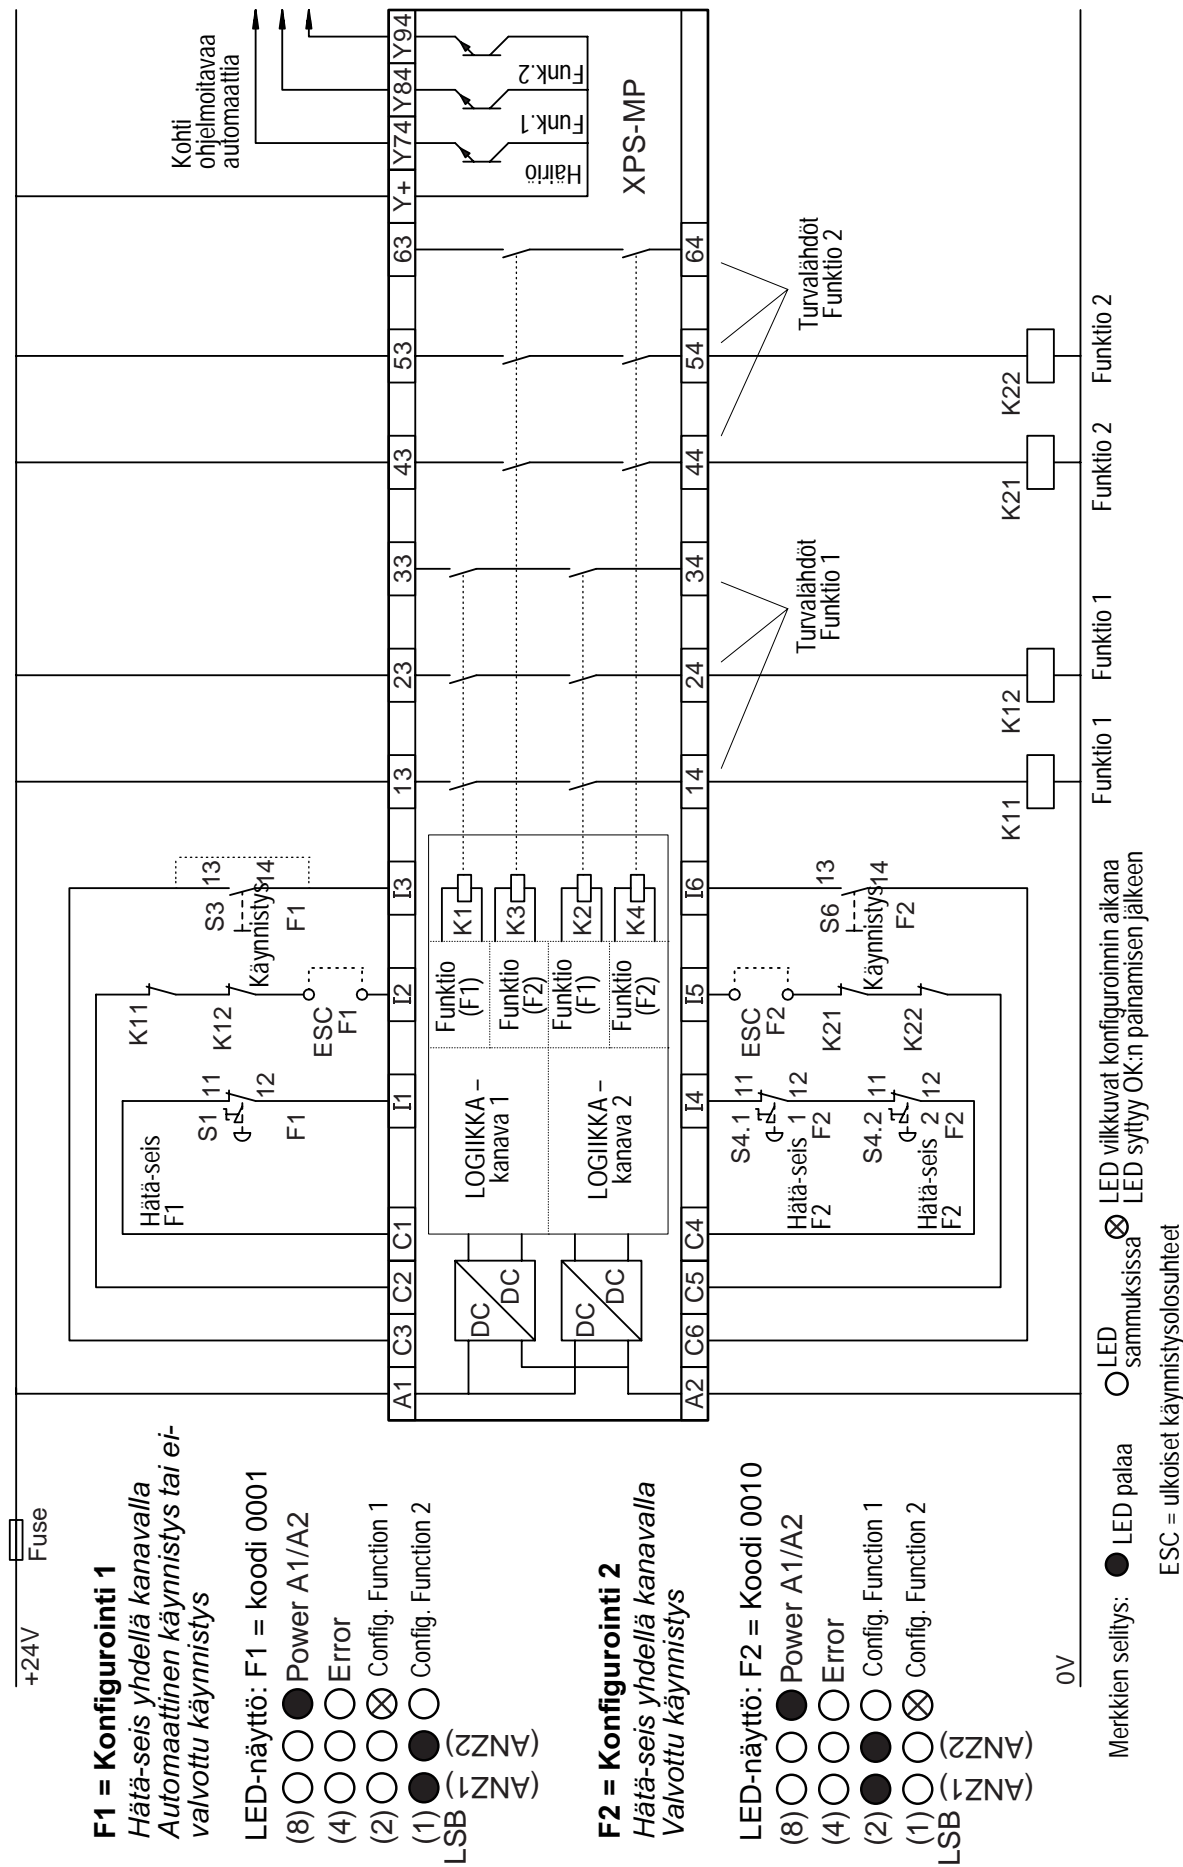 +24V
Fuse
F1 = Konfigurointi 1
Hätä-seis yhdellä kanavalla
Automaattinen käynnistys tai ei-
valvottu käynnistys
LED-näyttö: F1 = koodi 0001
(8) Power A1/A2
(4) Error
(2) Config. Function 1
(1) Config. Function 2
LSB
(ANZ1)
(ANZ2)
F2 = Konfigurointi 2
Hätä-seis yhdellä kanavalla
Valvottu käynnistys
LED-näyttö: F2 = Koodi 0010
(8) Power A1/A2
(4) Error
(2) Config. Function 1
(1) Config. Function 2
LSB
(ANZ1)
(ANZ2)
Kohti
ohjelmoitavaa
automaattia
Hätä-seis
F1
S1
11
12
F1
K11
K12
ESC
F1
S3
13
14
Käynnistys
F1
A1
C3
C2
C1
I1
I2
I3
13
23
33
43
53
63
Y+
Y74
Y84
Y94
DC
DC
DC
DC
LOGIIKKA –
kanava 1
LOGIIKKA –
kanava 2
Funktio
(F1)
Funktio
(F2)
Funktio
(F1)
Funktio
(F2)
K1
K3
K2
K4
Häiriö
Funk.1
Funk.2
XPS-MP
A2
C6
C5
C4
I4
I5
I6
14
24
34
44
54
64
S4.1
11
12
Hätä-seis 1
F2
F2
S4.2
11
12
Hätä-seis 2
F2
F2
ESC
F2
K21
K22
S6
13
14
Käynnistys
F2
Turvalähdöt
Funktio 1
Turvalähdöt
Funktio 2
K11
K12
K21
K22
0V
Funktio 1
Funktio 1
Funktio 2
Funktio 2
Merkkien selitys:
LED palaa
LED
sammuksissa
LED vilkkuvat konfiguroinnin aikana
LED syttyy OK:n painamisen jälkeen
ESC = ulkoiset käynnistysolosuhteet